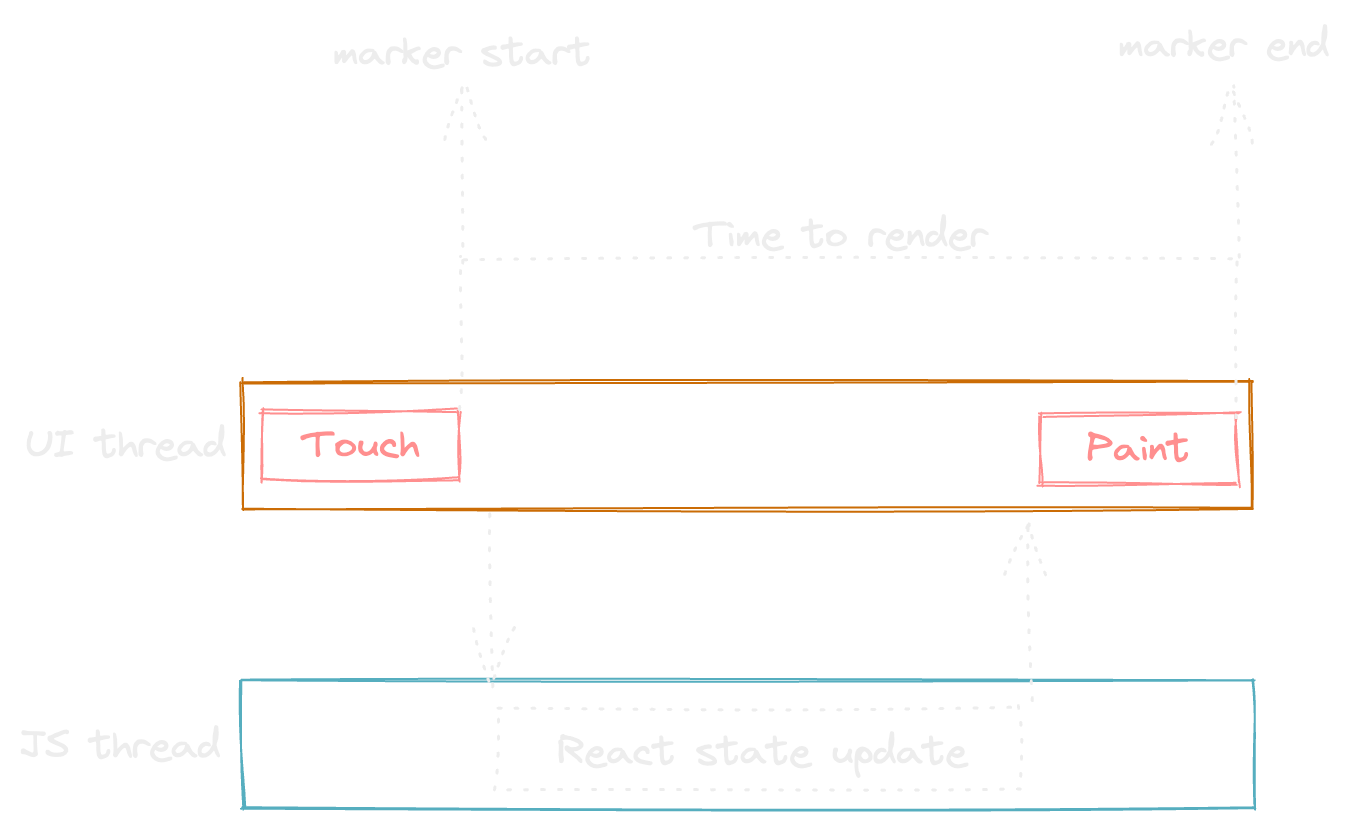 marker start
marker end
Time to render
UI thread
Touch
Paint
JS thread
React state update